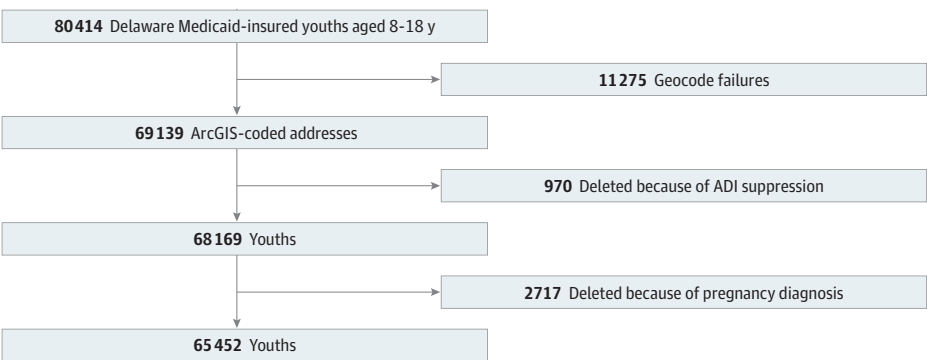 80414 Delaware Medicaid-insured youths aged 8-18 y
11275 Geocode failures
69139 ArcGIS-coded addresses
970 Deleted because of ADI suppression
68169 Youths
2717 Deleted because of pregnancy diagnosis
65452 Youths